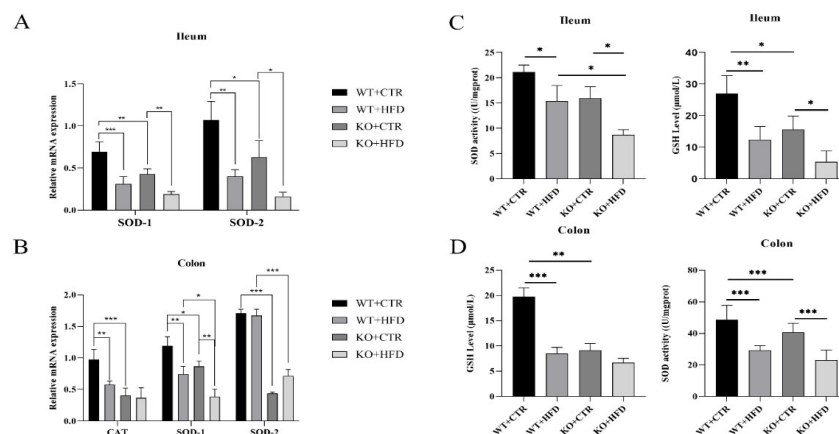 A
Ileum
Relative mRNA expression
1.5
1.0
0.5
0.0
***
**
**
**
*
*
SOD-1
SOD-2
WT+CTR
WT+HFD
KO+CTR
KO+HFD
B
Colon
Relative mRNA expression
2.0
1.5
1.0
0.5
0.0
**
***
**
*
*
**
***
***
CAT
SOD-1
SOD-2
WT+CTR
WT+HFD
KO+CTR
KO+HFD
C
Ileum
SOD activity ((U/mgprot)
25
20
15
10
5
0
*
*
*
WT+CTR
WT+HFD
KO+CTR
KO+HFD
Ileum
GSH Level (μmol/L)
40
30
20
10
0
*
**
*
WT+CTR
WT+HFD
KO+CTR
KO+HFD
D
Colon
GSH Level (μmol/L)
25
20
15
10
5
0
**
***
WT+CTR
WT+HFD
KO+CTR
KO+HFD
Colon
SOD activity ((U/mgprot)
80
60
40
20
0
***
***
***
WT+CTR
WT+HFD
KO+CTR
KO+HFD